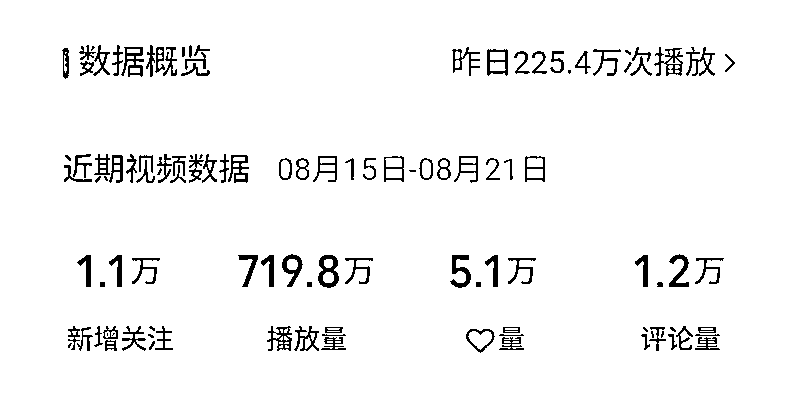 数据概览 昨日225.4万次播放 >
近期视频数据 08月15日-08月21日
1.1万 719.8万 5.1万 1.2万
新增关注 播放量 ♡量 评论量